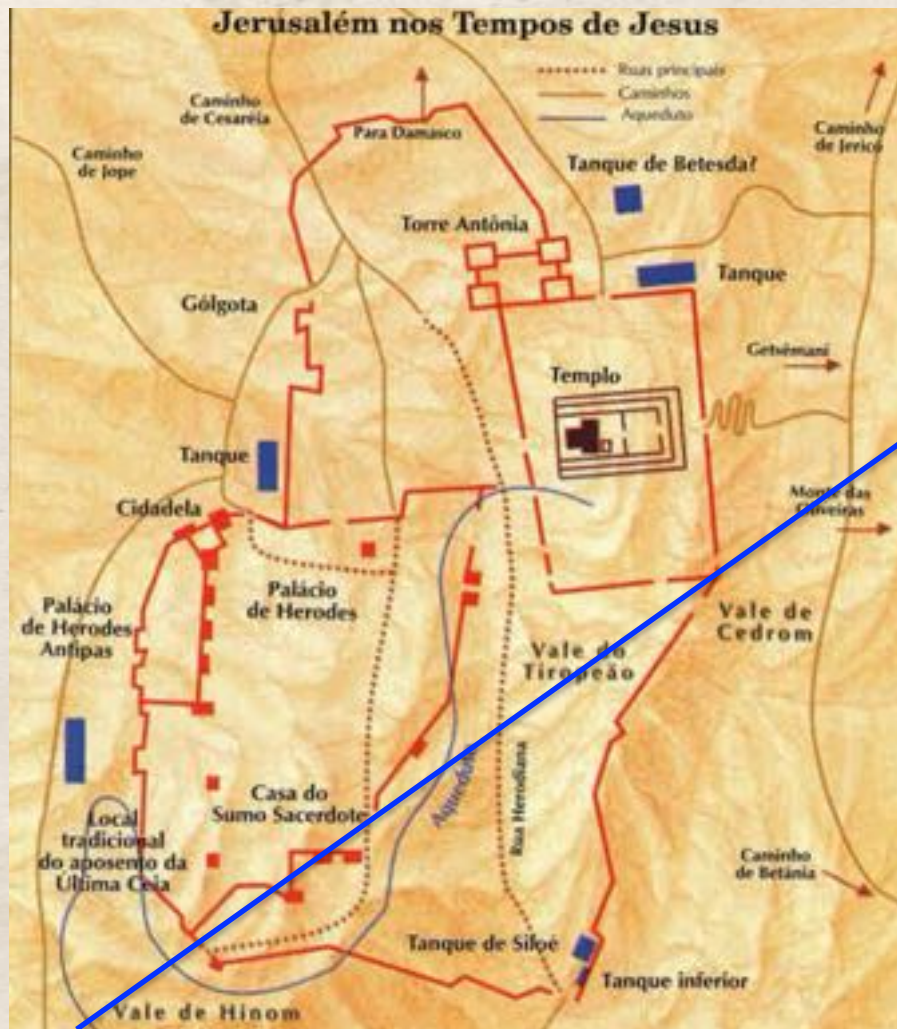 Jerusalém nos Tempos de Jesus
Ruas principais
Caminhos
Aqueduto
Caminho
de Cesaréia
Para Damasco
Caminho
de Jericó
Caminho
de Jope
Tanque de Betesda?
Torre Antônia
Tanque
Gólgota
Getsêmani
Templo
Tanque
Monte das
Oliveiras
Cidadela
Palácio
de Herodes
Palácio
de Herodes
Antipas
Vale de
Cedrom
Vale do
Tiropeão
Aqueduto
Rua Herodiana
Casa do
Sumo Sacerdote
Local
tradicional
do aposento da
Última Ceia
Caminho
de Betânia
Tanque de Siloé
Tanque inferior
Vale de Hinom